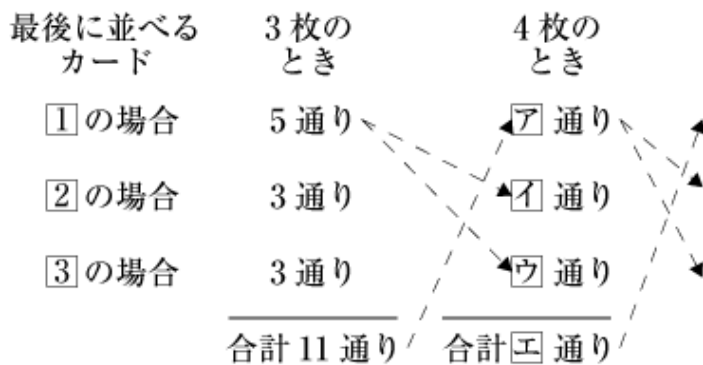 最後に並べる
カード
3枚の
とき
4枚の
とき
1の場合 5通り ア通り
2の場合 3通り イ通り
3の場合 3通り ウ通り
合計11通り 合計エ通り